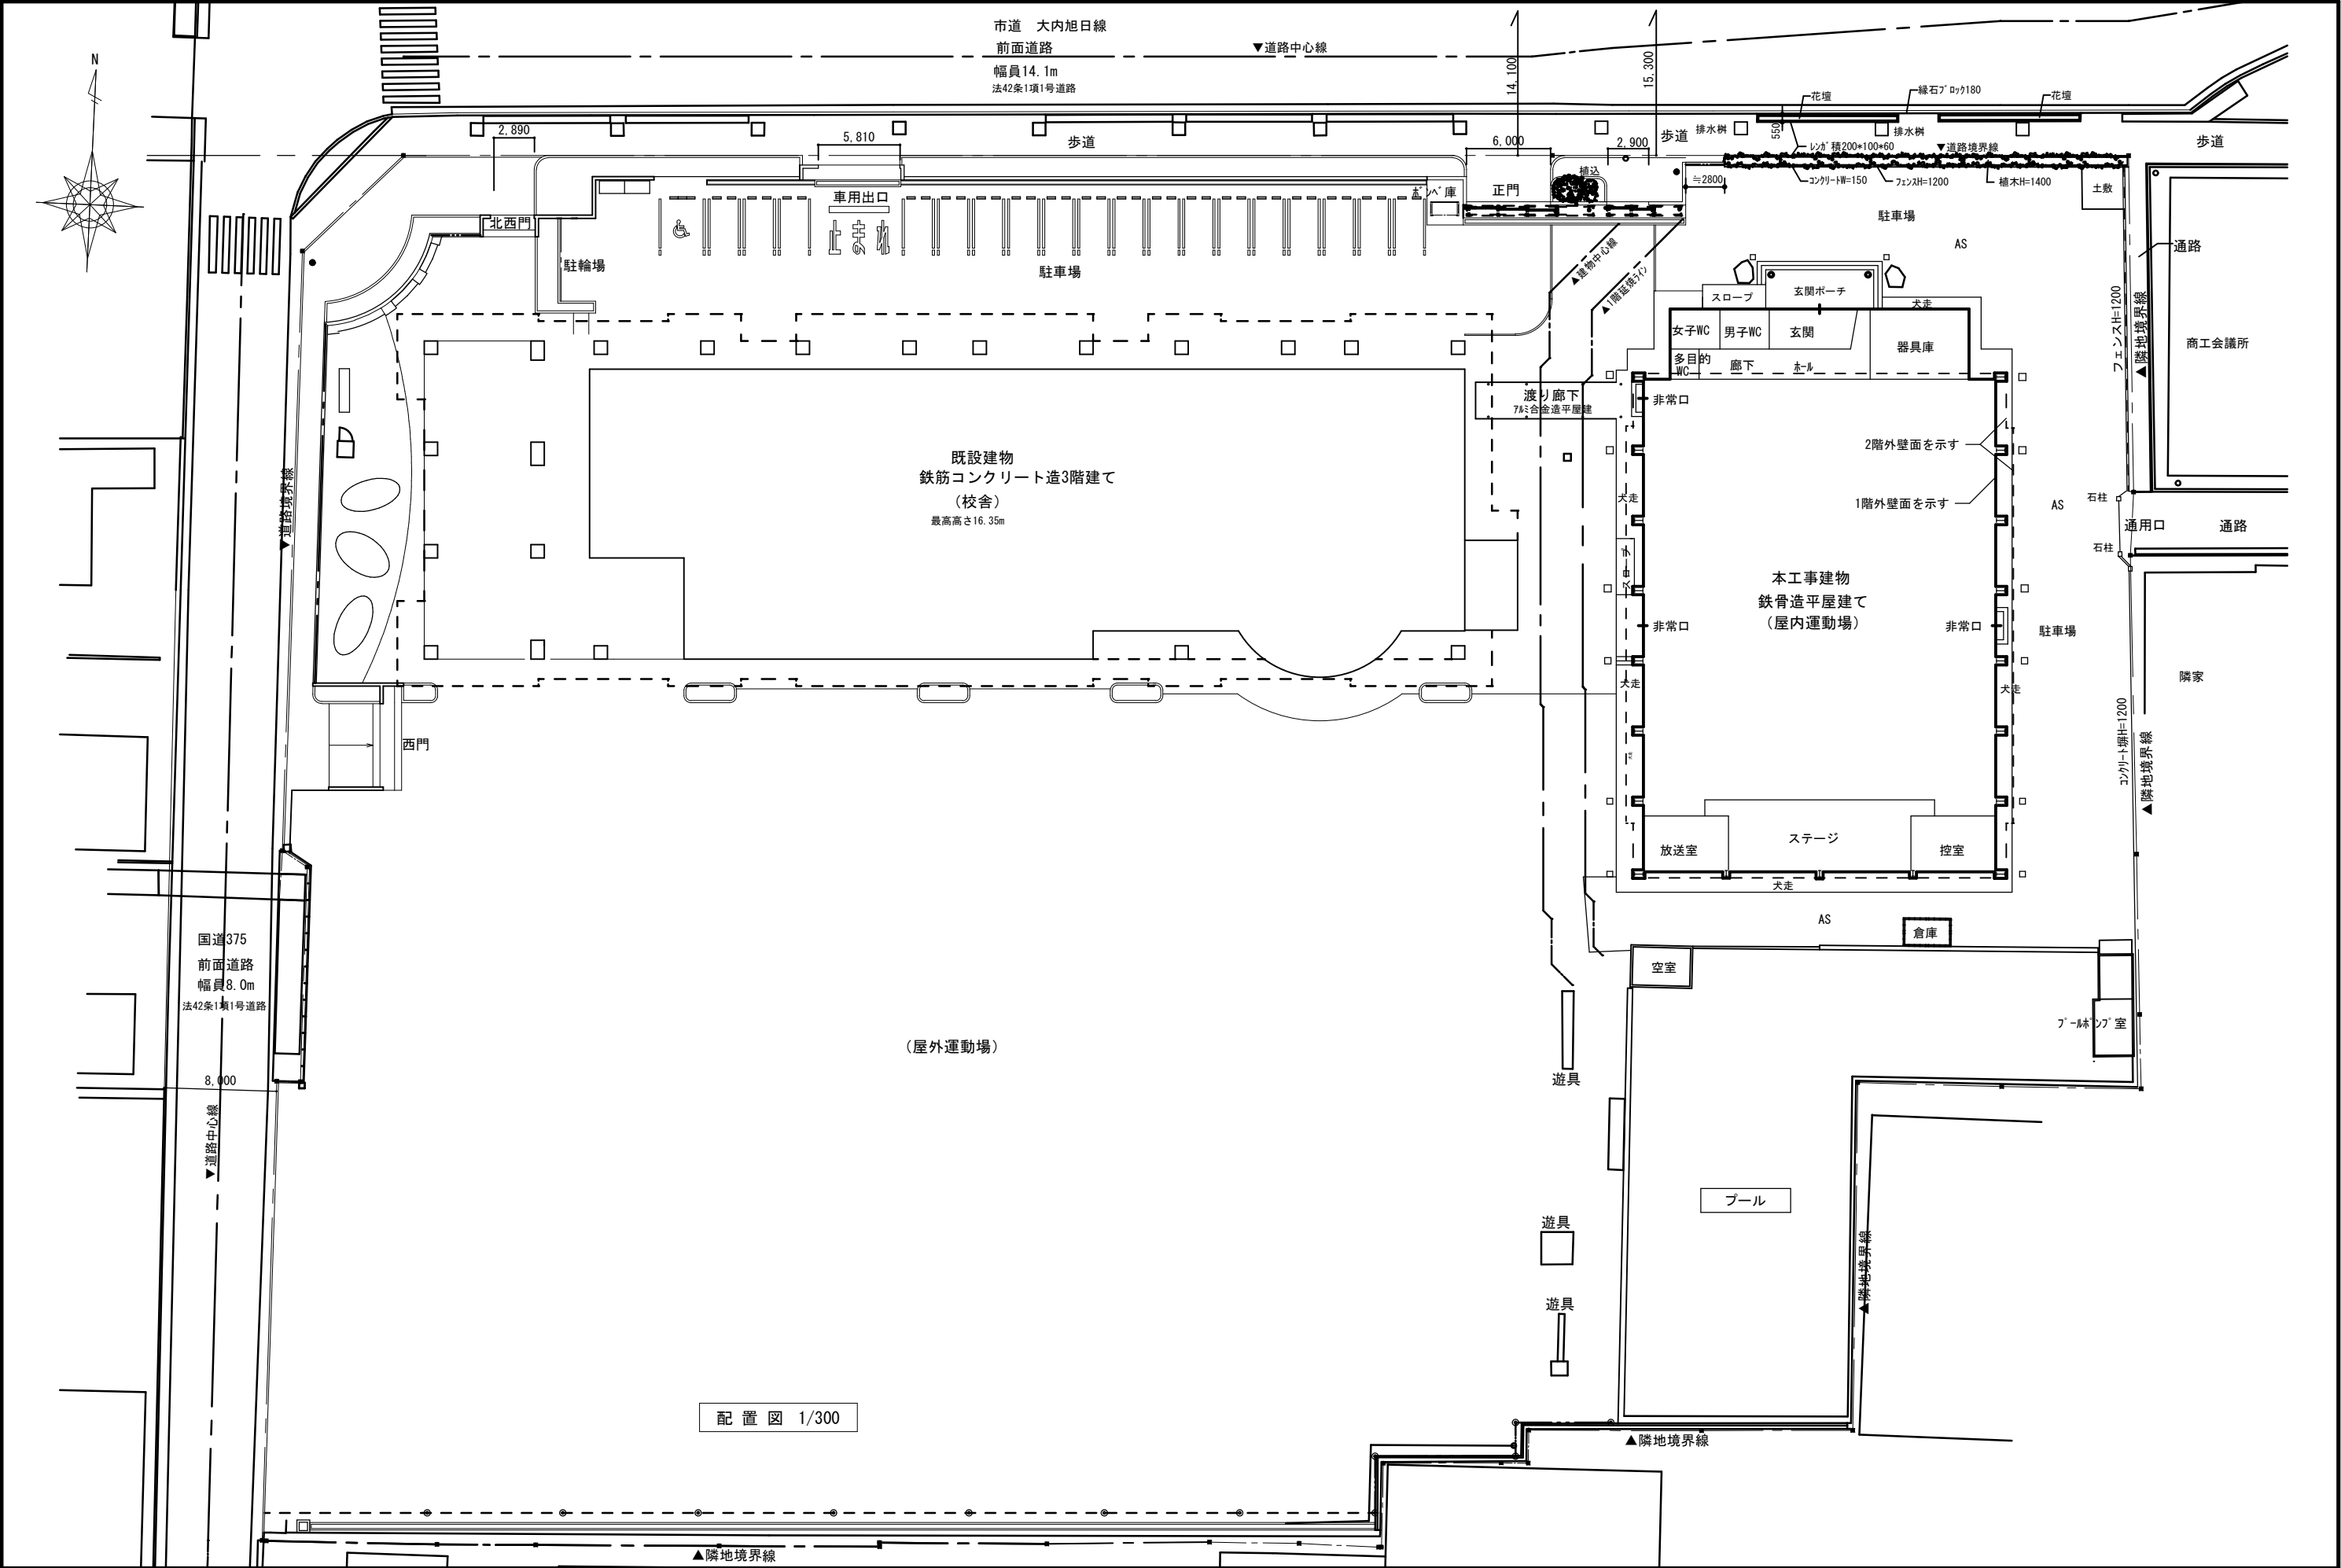 市道　大内旭日線
前面道路
幅員14.1m
法42条1項1号道路
▼道路中心線
14,100
15,300
N
花壇
縁石ブロック180
花壇
2,890
5,810
歩道
6,000
2,900
歩道
排水桝
550
排水桝
歩道
レンガ積200*100*60
▼道路境界線
植込
コンクリートW=150
フェンスH=1200
植木H=1400
≒2800
土敷
車用出口
ボンベ庫
正門
北西門
止まれ
駐輪場
駐車場
駐車場
AS
通路
▲建物中心線
▲1階延焼ライン
スロープ
玄関ポーチ
犬走
女子WC
男子WC
玄関
器具庫
多目的
WC
廊下
ホール
フェンスH=1200
▲隣地境界線
商工会議所
渡り廊下
アルミ合金造平屋建
非常口
既設建物
鉄筋コンクリート造3階建て
(校舎)
最高高さ16.35m
2階外壁面を示す
1階外壁面を示す
▼道路境界線
犬走
石柱
AS
通用口
通路
石柱
スロープ
本工事建物
鉄骨造平屋建て
(屋内運動場)
非常口
非常口
駐車場
隣家
犬走
犬走
西門
コンクリート塀H=1200
▲隣地境界線
放送室
ステージ
控室
犬走
AS
倉庫
国道375
前面道路
幅員8.0m
法42条1項1号道路
空室
プールポンプ室
(屋外運動場)
遊具
8,000
▼道路中心線
プール
遊具
▲隣地境界線
遊具
配置図 1/300
▲隣地境界線
▲隣地境界線